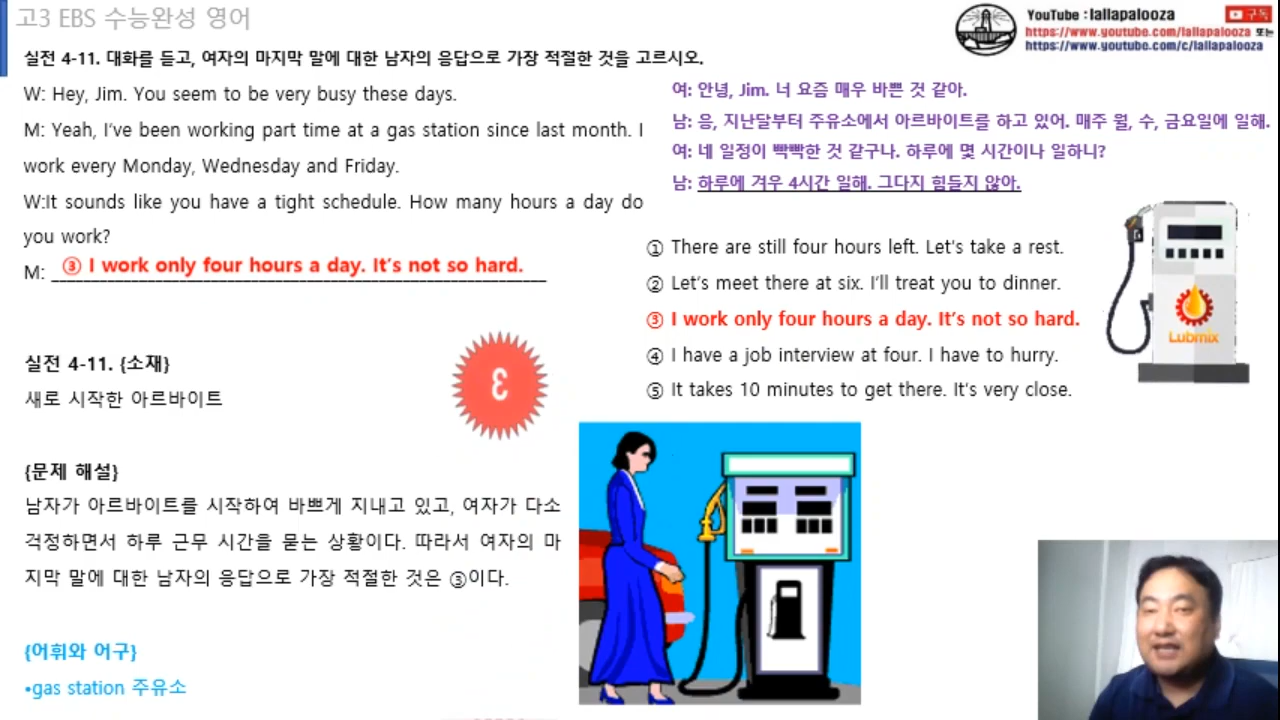 고3 EBS 수능완성 영어
YouTube : lallapalooza
구독
https://www.youtube.com/lallapalooza 또는
https://www.youtube.com/c/lallapalooza
실전 4-11. 대화를 듣고, 여자의 마지막 말에 대한 남자의 응답으로 가장 적절한 것을 고르시오.
W: Hey, Jim. You seem to be very busy these days.
M: Yeah, I've been working part time at a gas station since last month. I
work every Monday, Wednesday and Friday.
W:It sounds like you have a tight schedule. How many hours a day do
you work?
M: ③ I work only four hours a day. It's not so hard.
여: 안녕, Jim. 너 요즘 매우 바쁜 것 같아.
남: 응, 지난달부터 주유소에서 아르바이트를 하고 있어. 매주 월, 수, 금요일에 일해.
여: 네 일정이 빡빡한 것 같구나. 하루에 몇 시간이나 일하니?
남: 하루에 겨우 4시간 일해. 그다지 힘들지 않아.
① There are still four hours left. Let's take a rest.
② Let's meet there at six. I'll treat you to dinner.
③ I work only four hours a day. It's not so hard.
④ I have a job interview at four. I have to hurry.
⑤ It takes 10 minutes to get there. It's very close.
Lubmix
실전 4-11. {소재}
새로 시작한 아르바이트
3
{문제 해설}
남자가 아르바이트를 시작하여 바쁘게 지내고 있고, 여자가 다소
걱정하면서 하루 근무 시간을 묻는 상황이다. 따라서 여자의 마
지막 말에 대한 남자의 응답으로 가장 적절한 것은 ③이다.
{어휘와 어구}
•gas station 주유소